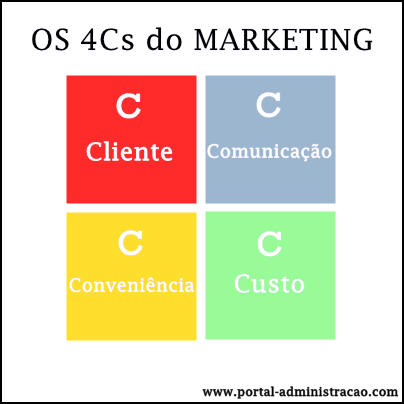 OS 4Cs do MARKETING
C
Cliente
C
Comunicação
C
Conveniência
C
Custo
www.portal-administracao.com